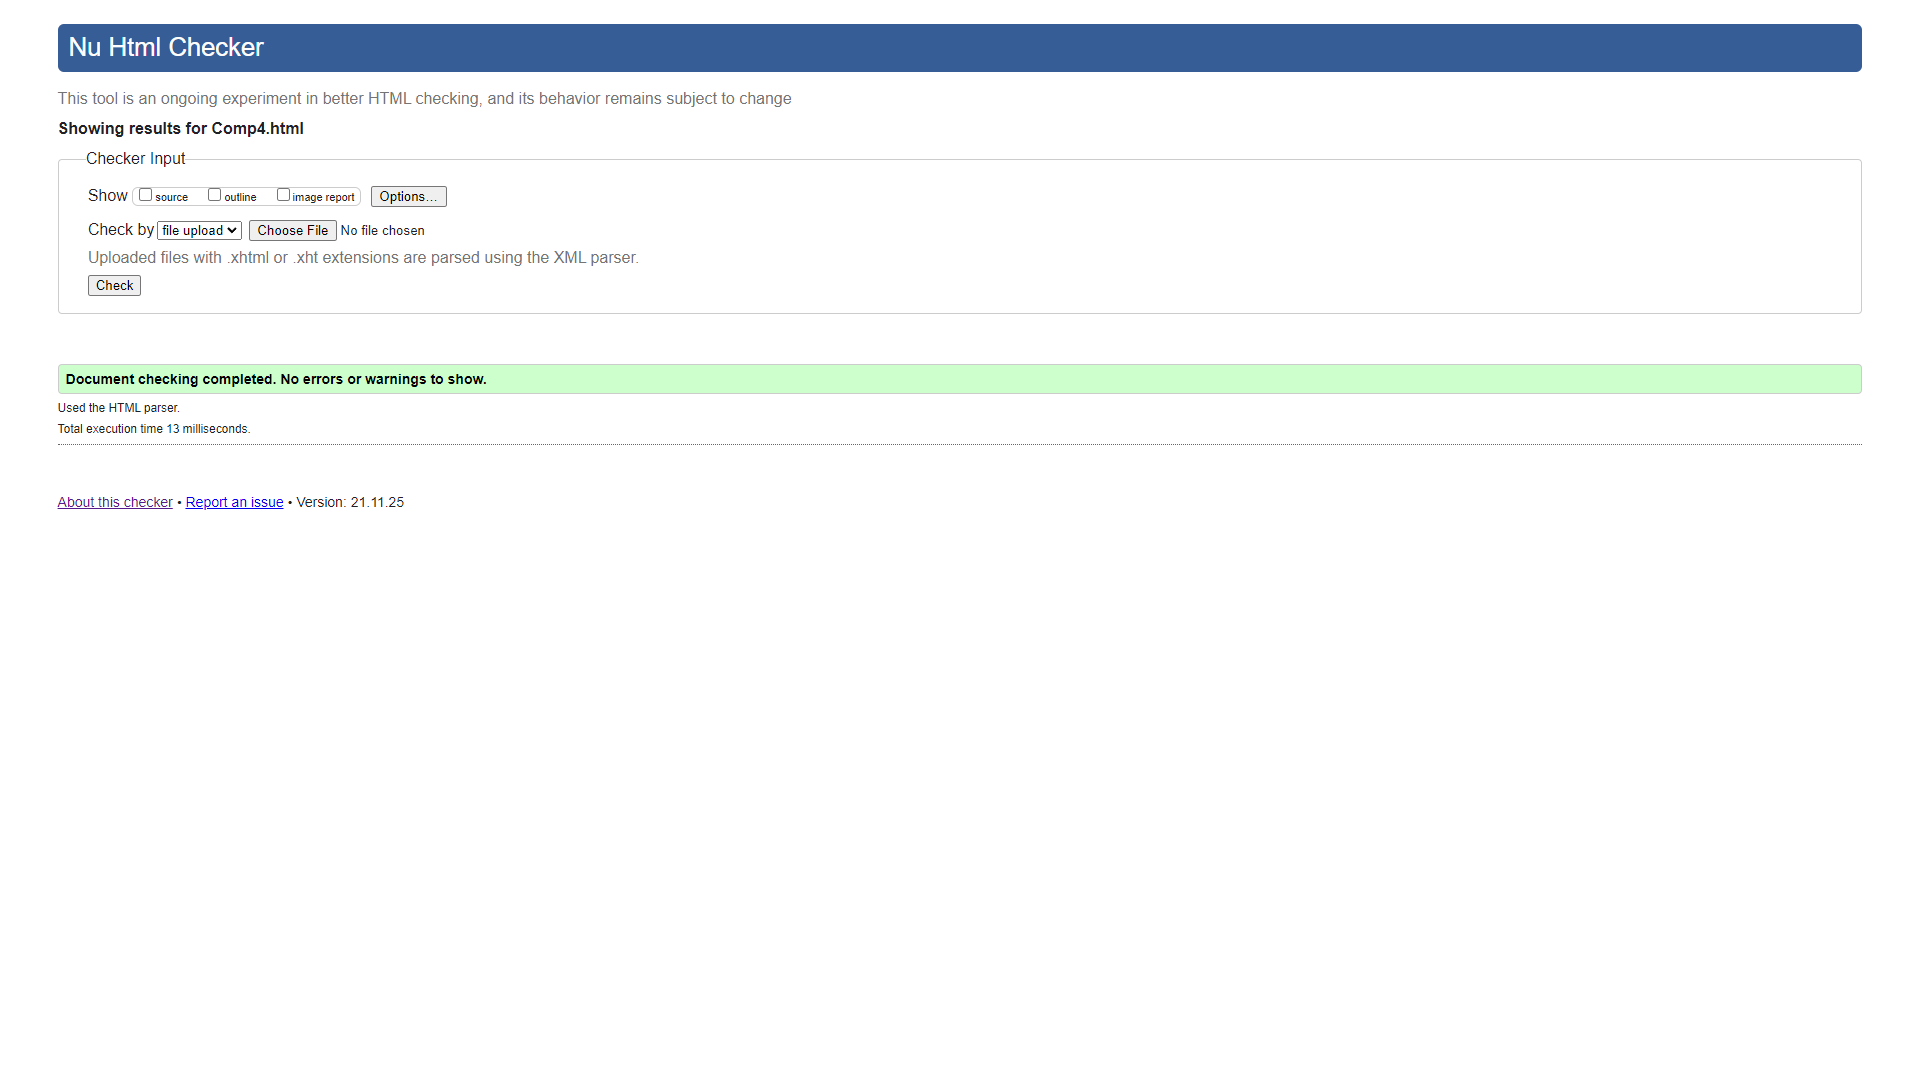 Nu Html Checker
This tool is an ongoing experiment in better HTML checking, and its behavior remains subject to change
Showing results for Comp4.html
Checker Input
Show source outline image report Options...
Check by file upload Choose File No file chosen
Uploaded files with .xhtml or .xht extensions are parsed using the XML parser.
Check
Document checking completed. No errors or warnings to show.
Used the HTML parser.
Total execution time 13 milliseconds.
About this checker • Report an issue • Version: 21.11.25